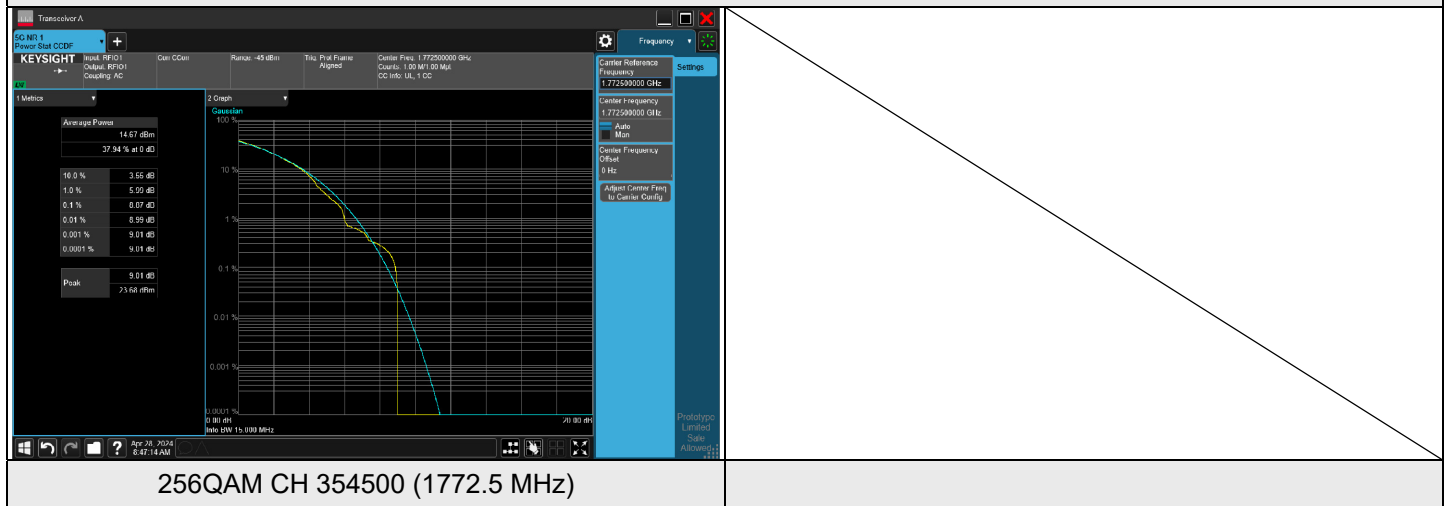 Transceiver A
5G NR 1
Power Stat CCDF
Frequency
KEYSIGHT
Input: RFIO1
Output: RFIO1
Coupling: AC
Corr CCorr
Range: -45 dBm
Trig: Prd Frame
Aligned
Center Freq: 1.772500000 GHz
Counts: 1.00 M/1.00 Mpt
CC Info: UL, 1 CC
Carrier Reference
Frequency
1.772500000 GHz
Settings
Center Frequency
1.772500000 GHz
Auto
Man
Center Frequency
Offset
0 Hz
Adjust Center Freq
to Carrier Config
1 Metrics
Average Power
14.67 dBm
37.94 % at 0 dB
10.0 %
3.55 dB
1.0 %
5.99 dB
0.1 %
8.87 dB
0.01 %
8.99 dB
0.001 %
9.01 dB
0.0001 %
9.01 dB
Peak
9.01 dB
23.68 dBm
2 Graph
Gaussian
100 %
10 %
1 %
0.1 %
0.01 %
0.001 %
0.0001 %
0.00 dB
20.00 dB
Info BW 15.000 MHz
Prototype
Limited
Sale
Allowed
?
Apr 28, 2024
8:47:14 AM
256QAM CH 354500 (1772.5 MHz)